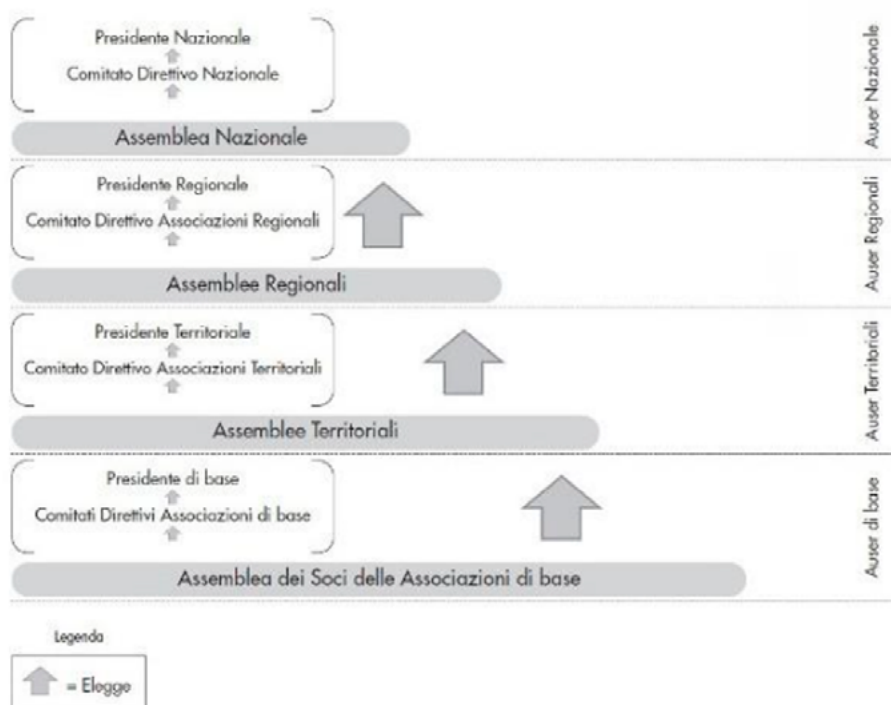 Presidente Nazionale
Comitato Direttivo Nazionale
Assemblea Nazionale
Auser Nazionale
Presidente Regionale
Comitato Direttivo Associazioni Regionali
Assemblee Regionali
Auser Regionali
Presidente Territoriale
Comitato Direttivo Associazioni Territoriali
Assemblee Territoriali
Auser Territoriali
Presidente di base
Comitati Direttivi Associazioni di base
Assemblea dei Soci delle Associazioni di base
Auser di base
Legenda
= Elegge